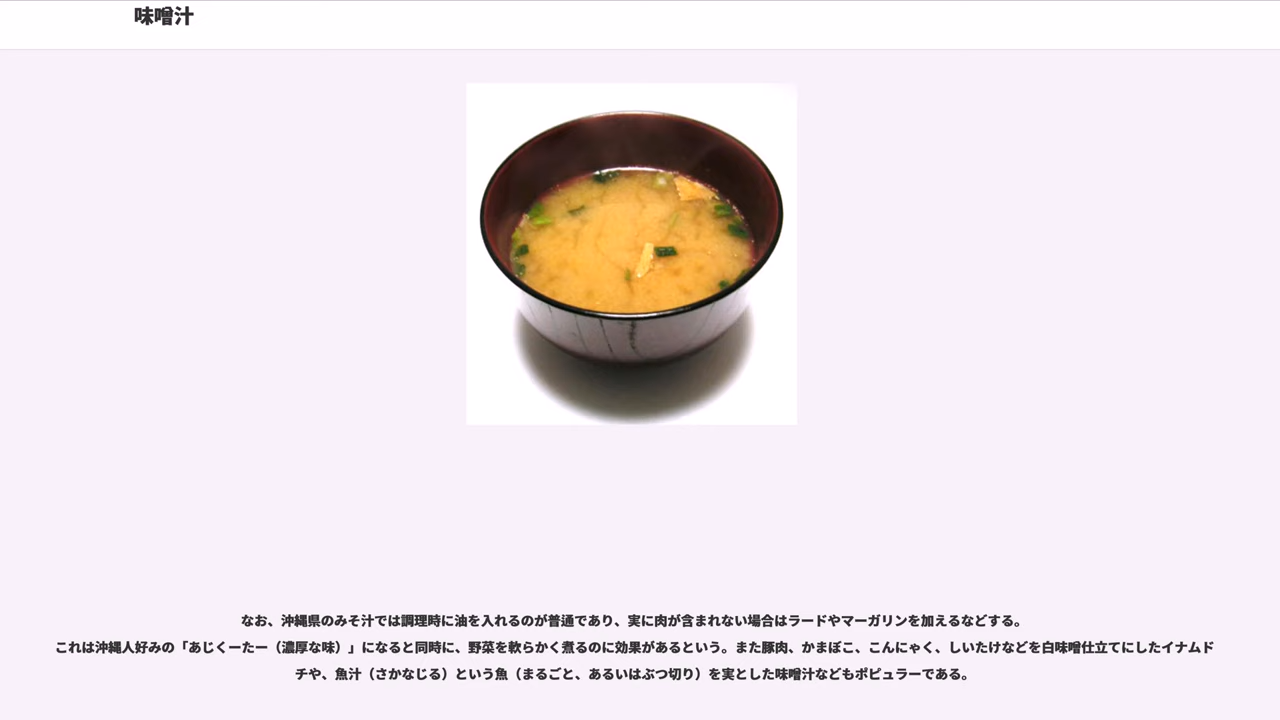 味噌汁
なお、沖縄県のみそ汁では調理時に油を入れるのが普通であり、実に肉が含まれない場合はラードやマーガリンを加えるなどする。
これは沖縄人好みの「あじくーたー（濃厚な味）」になると同時に、野菜を軟らかく煮るのに効果があるという。また豚肉、かまぼこ、こんにゃく、しいたけなどを白味噌仕立てにしたイナムド
チや、魚汁（さかなじる）という魚（まるごと、あるいはぶつ切り）を実とした味噌汁などもポピュラーである。